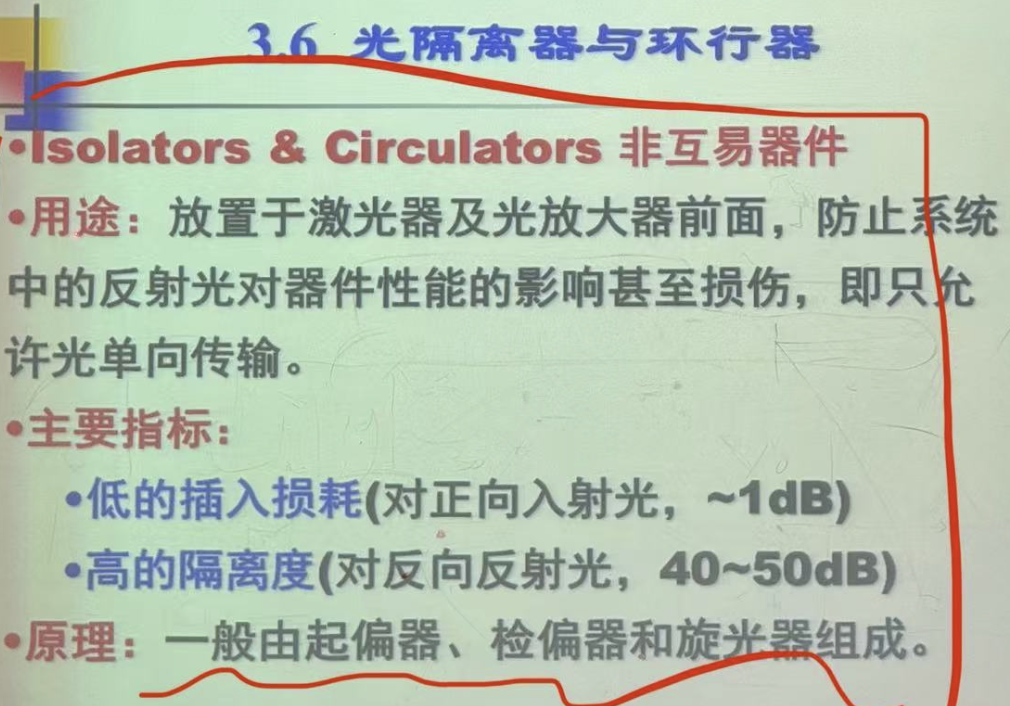 3.6 光隔离器与环行器
•Isolators & Circulators 非互易器件
•用途：放置于激光器及光放大器前面，防止系统
中的反射光对器件性能的影响甚至损伤，即只允
许光单向传输。
•主要指标：
•低的插入损耗(对正向入射光，~1dB)
•高的隔离度(对反向反射光，40~50dB)
•原理：一般由起偏器、检偏器和旋光器组成。